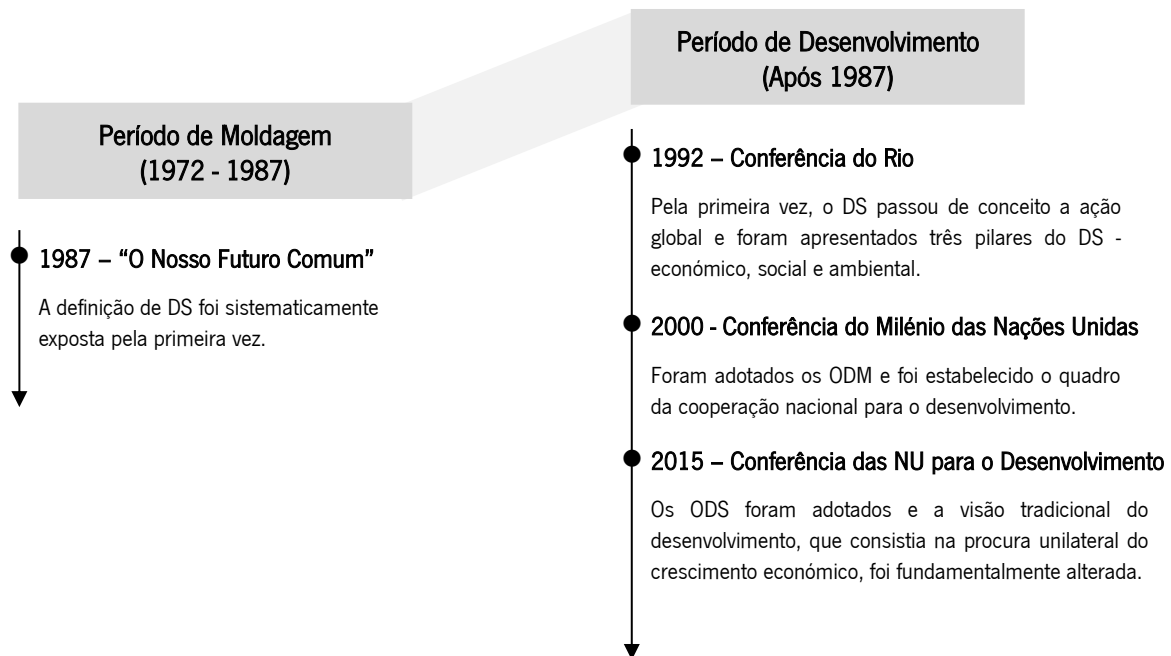 Período de Moldagem
(1972 - 1987)
1987 – “O Nosso Futuro Comum”
A definição de DS foi sistematicamente
exposta pela primeira vez.
Período de Desenvolvimento
(Após 1987)
1992 – Conferência do Rio
Pela primeira vez, o DS passou de conceito a ação
global e foram apresentados três pilares do DS -
económico, social e ambiental.
2000 - Conferência do Milénio das Nações Unidas
Foram adotados os ODM e foi estabelecido o quadro
da cooperação nacional para o desenvolvimento.
2015 – Conferência das NU para o Desenvolvimento
Os ODS foram adotados e a visão tradicional do
desenvolvimento, que consistia na procura unilateral do
crescimento económico, foi fundamentalmente alterada.